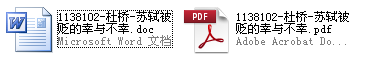 1138102-杜桥-苏轼被
贬的幸与不幸.doc
Microsoft Word 文档
PDF
1138102-杜桥-苏轼被
贬的幸与不幸.pdf
Adobe Acrobat Do...